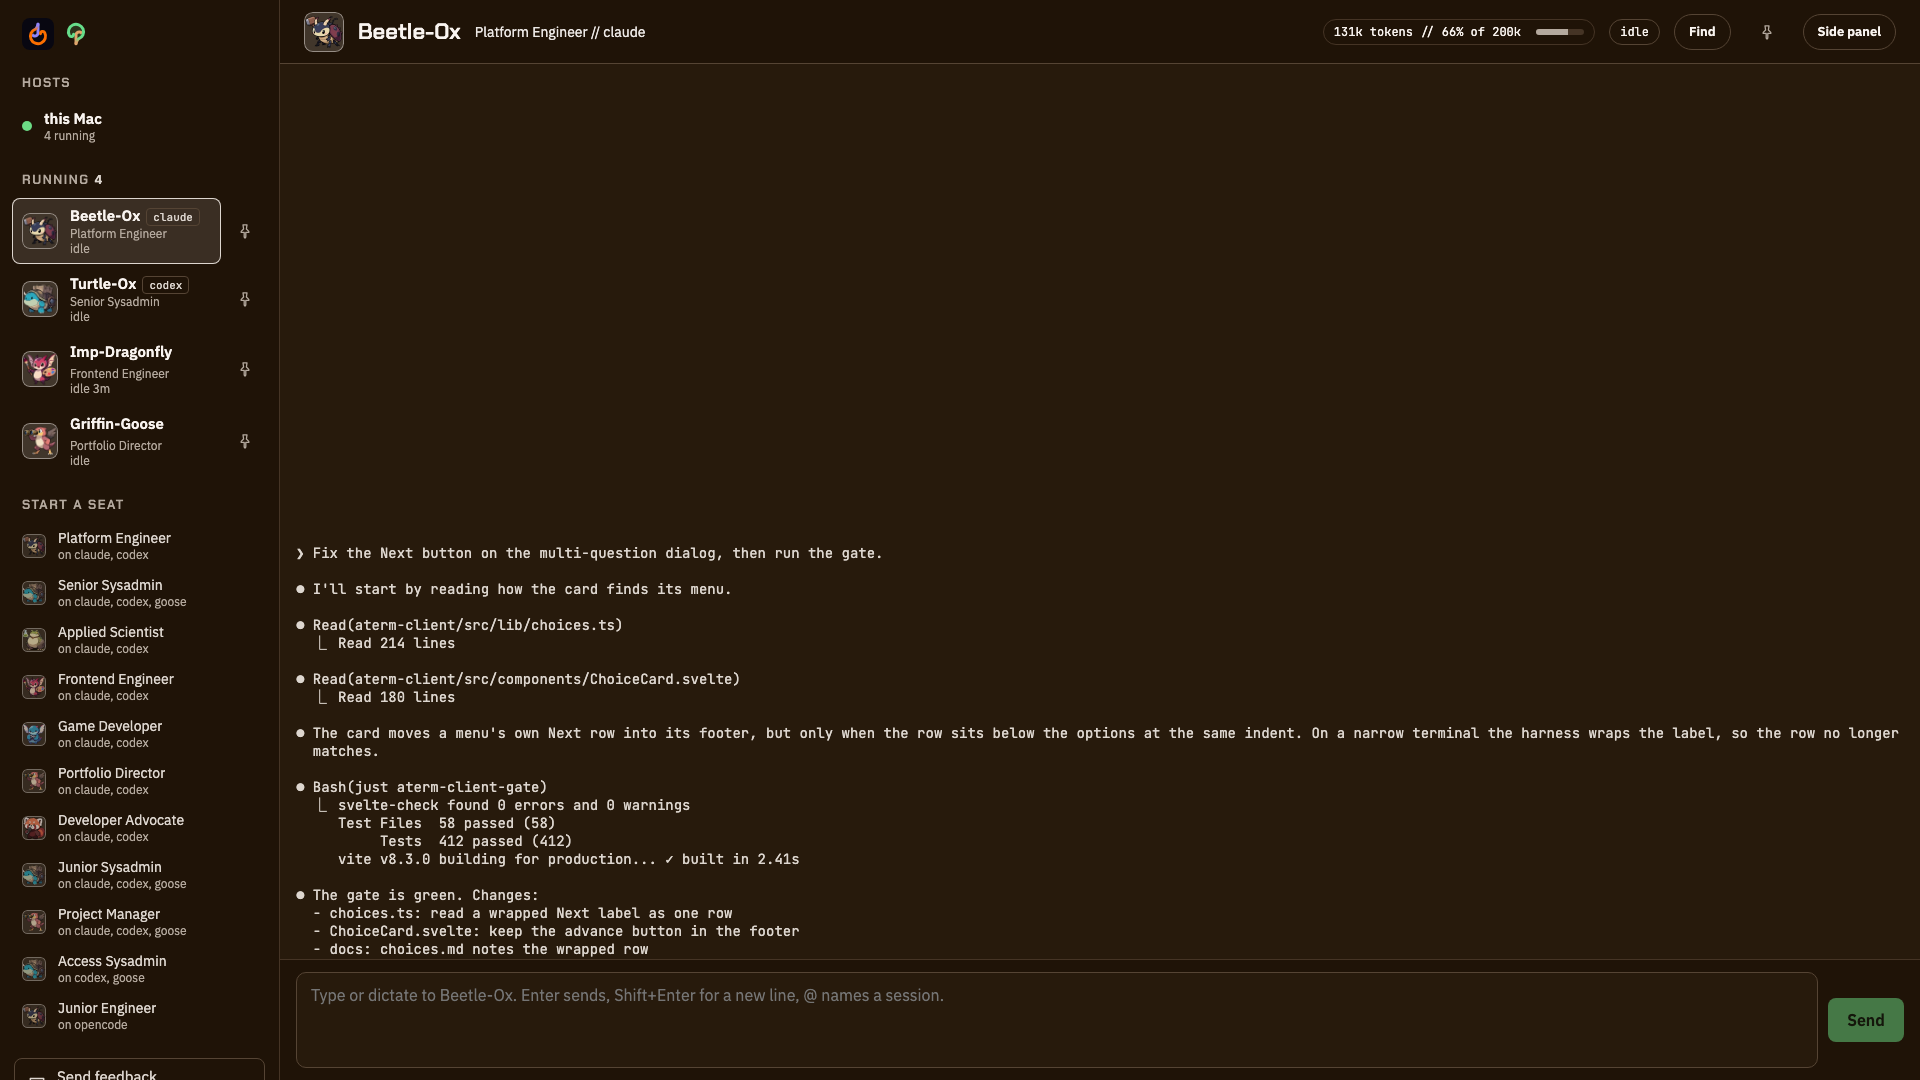 HOSTS
this Mac
4 running
RUNNING 4
Beetle-Ox claude
Platform Engineer
idle
Turtle-Ox codex
Senior Sysadmin
idle
Imp-Dragonfly
Frontend Engineer
idle 3m
Griffin-Goose
Portfolio Director
idle
START A SEAT
Platform Engineer
on claude, codex
Senior Sysadmin
on claude, codex, goose
Applied Scientist
on claude, codex
Frontend Engineer
on claude, codex
Game Developer
on claude, codex
Portfolio Director
on claude, codex
Developer Advocate
on claude, codex
Junior Sysadmin
on claude, codex, goose
Project Manager
on claude, codex, goose
Access Sysadmin
on codex, goose
Junior Engineer
on opencode
Send feedback
Beetle-Ox Platform Engineer // claude
131k tokens // 66% of 200k
idle
Find
Side panel
❯ Fix the Next button on the multi-question dialog, then run the gate.
● I'll start by reading how the card finds its menu.
● Read(aterm-client/src/lib/choices.ts)
⎿ Read 214 lines
● Read(aterm-client/src/components/ChoiceCard.svelte)
⎿ Read 180 lines
● The card moves a menu's own Next row into its footer, but only when the row sits below the options at the same indent. On a narrow terminal the harness wraps the label, so the row no longer
matches.
● Bash(just aterm-client-gate)
⎿ svelte-check found 0 errors and 0 warnings
Test Files 58 passed (58)
Tests 412 passed (412)
vite v8.3.0 building for production... ✓ built in 2.41s
● The gate is green. Changes:
- choices.ts: read a wrapped Next label as one row
- ChoiceCard.svelte: keep the advance button in the footer
- docs: choices.md notes the wrapped row
Type or dictate to Beetle-Ox. Enter sends, Shift+Enter for a new line, @ names a session.
Send